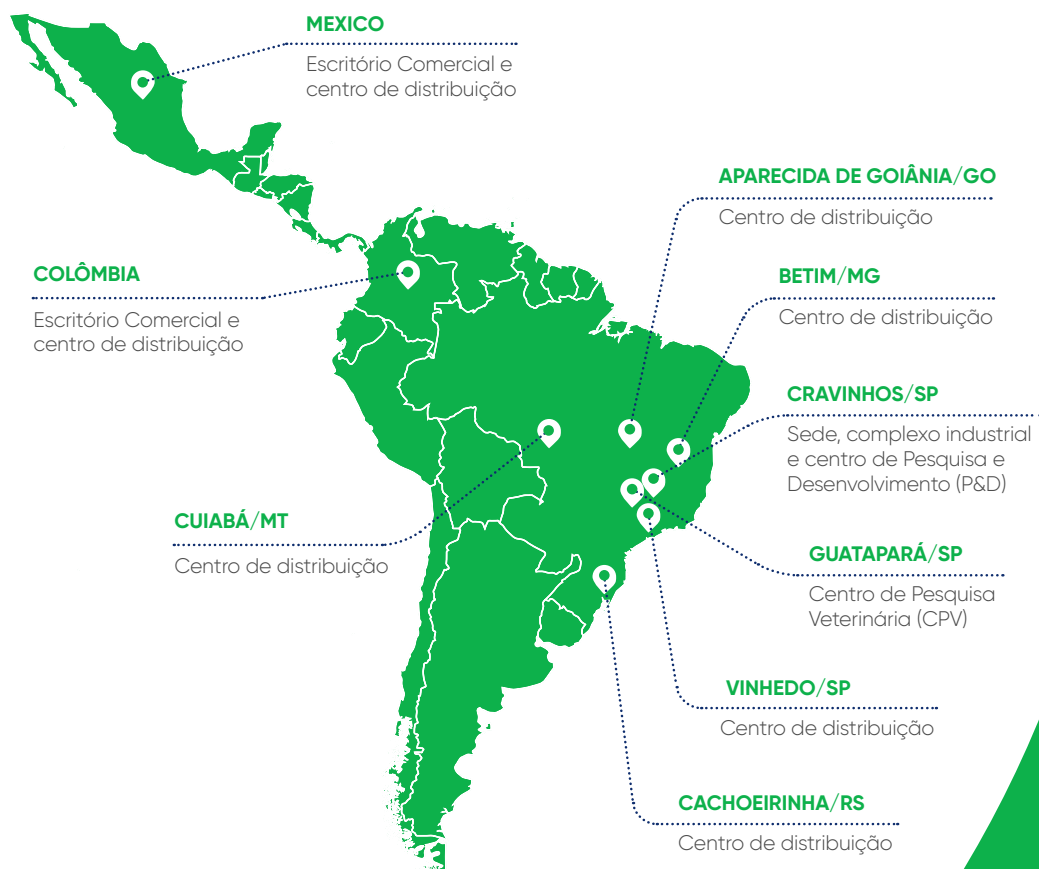 MEXICO
Escritório Comercial e
centro de distribuição
APARECIDA DE GOIÂNIA/GO
Centro de distribuição
COLÔMBIA
Escritório Comercial e
centro de distribuição
BETIM/MG
Centro de distribuição
CRAVINHOS/SP
Sede, complexo industrial
e centro de Pesquisa e
Desenvolvimento (P&D)
CUIABÁ/MT
Centro de distribuição
GUATAPARÁ/SP
Centro de Pesquisa
Veterinária (CPV)
VINHEDO/SP
Centro de distribuição
CACHOEIRINHA/RS
Centro de distribuição